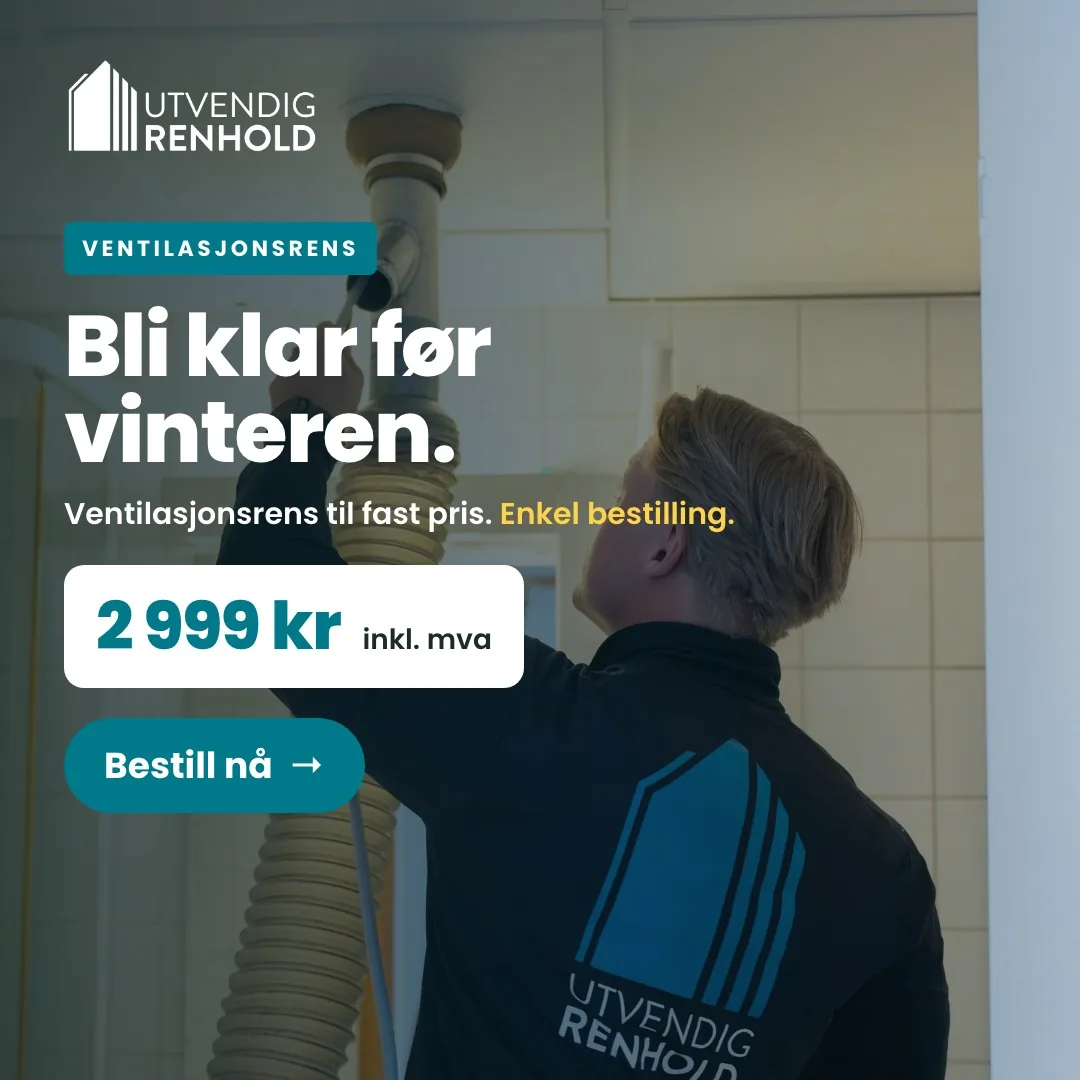 UTVENDIG
RENHOLD
VENTILASJONSRENS
Bli klar før
vinteren.
Ventilasjonsrens til fast pris. Enkel bestilling.
2 999 kr inkl. mva
Bestill nå →
UTVENDIG
RENHOLD